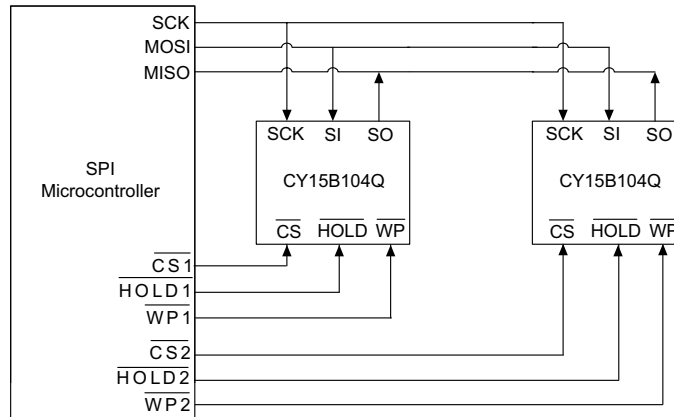 SCK
MOSI
MISO
SPI
Microcontroller
CS1
HOLD1
WP1
CS2
HOLD2
WP2
SCK SI SO
CY15B104Q
CS HOLD WP
SCK SI SO
CY15B104Q
CS HOLD WP